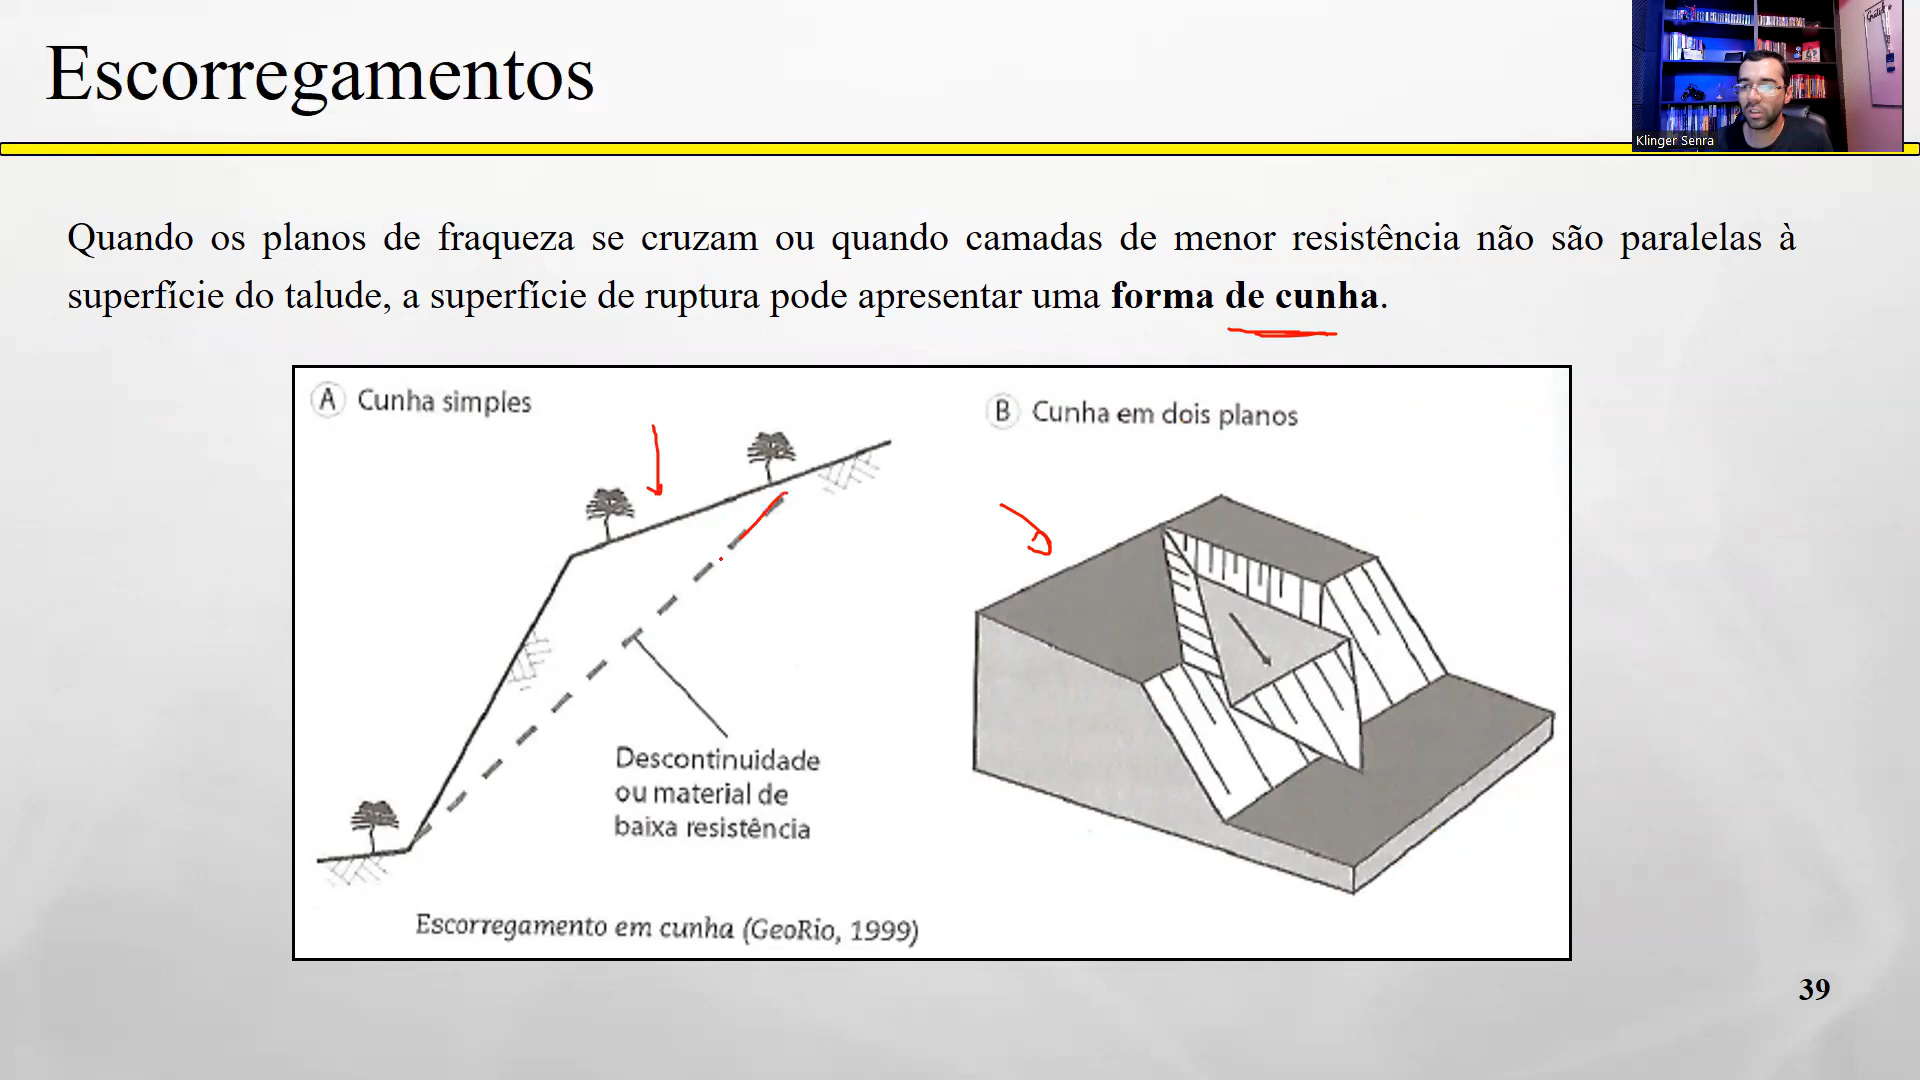 Escorregamentos
Klinger Senra
Quando os planos de fraqueza se cruzam ou quando camadas de menor resistência não são paralelas à
superfície do talude, a superfície de ruptura pode apresentar uma forma de cunha.
A Cunha simples
B Cunha em dois planos
Descontinuidade
ou material de
baixa resistência
Escorregamento em cunha (GeoRio, 1999)
39